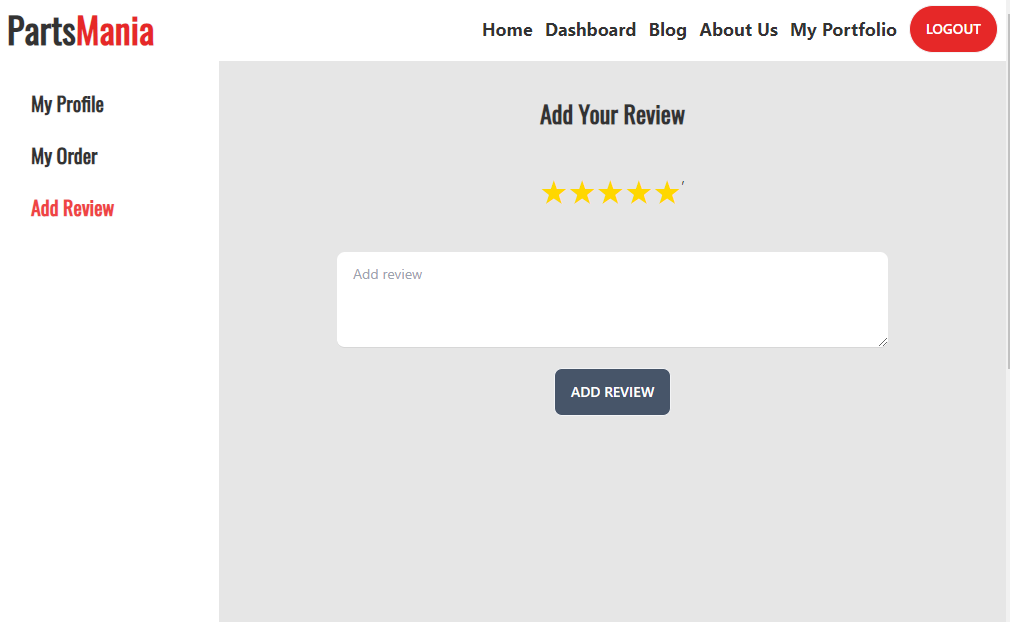 PartsMania
Home Dashboard Blog About Us My Portfolio LOGOUT
My Profile
My Order
Add Review
Add Your Review
★★★★★'
Add review
ADD REVIEW